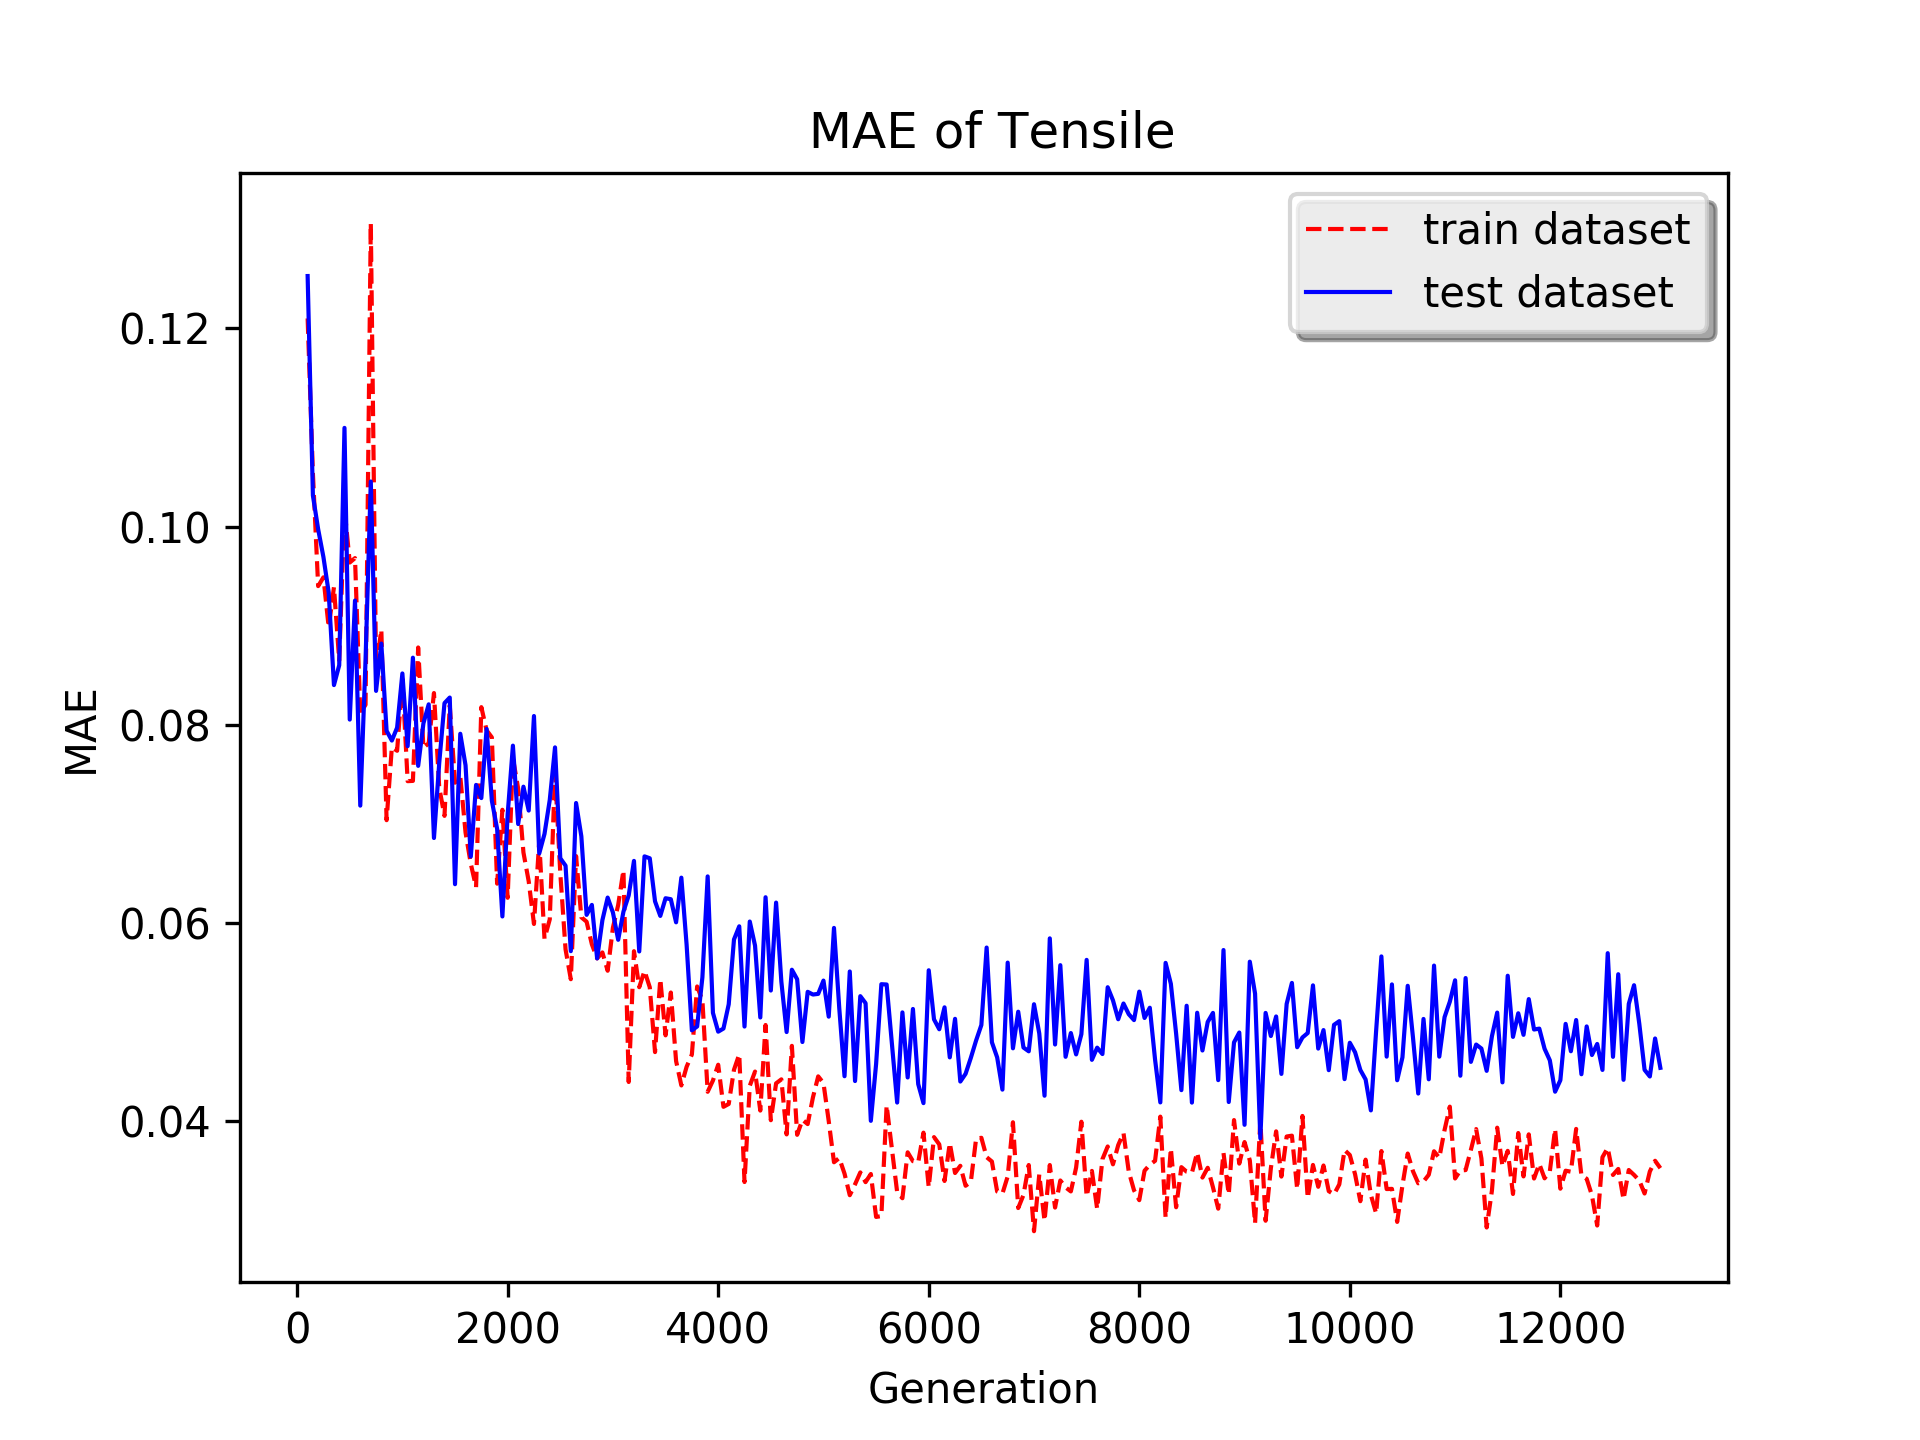 MAE of Tensile
train dataset
test dataset
MAE
0.12
0.10
0.08
0.06
0.04
0 2000 4000 6000 8000 10000 12000
Generation